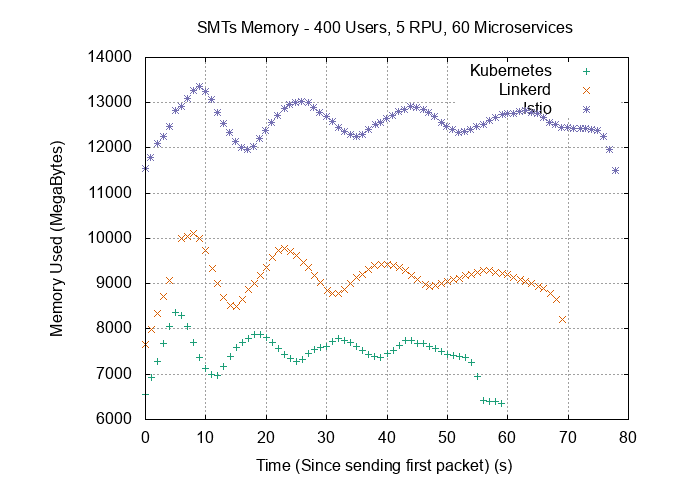 SMTs Memory - 400 Users, 5 RPU, 60 Microservices
14000
13000
12000
11000
10000
9000
8000
7000
6000
Kubernetes
Linkerd
Istio
Memory Used (MegaBytes)
0 10 20 30 40 50 60 70 80
Time (Since sending first packet) (s)